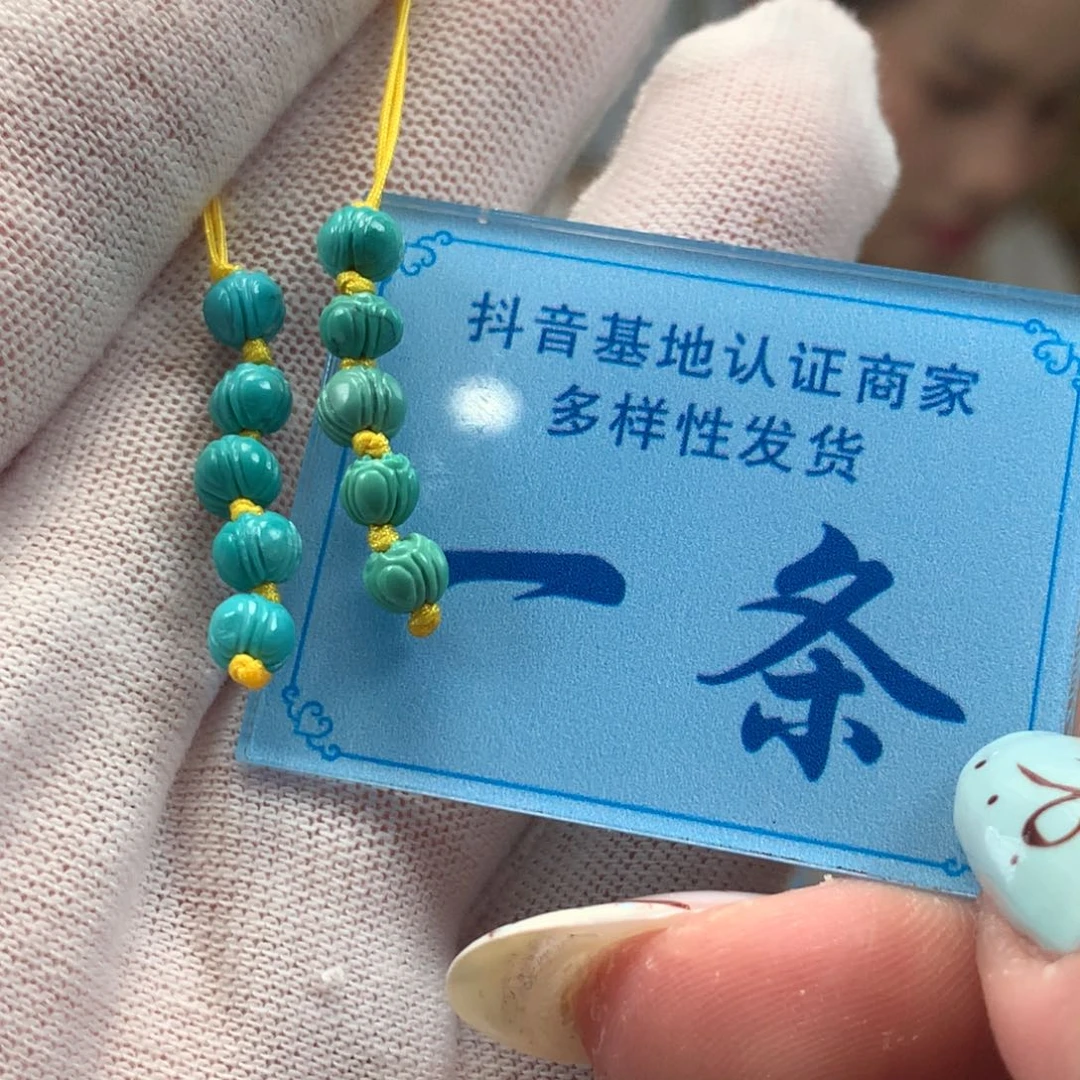 抖音基地认证商家
多样性发货
一条